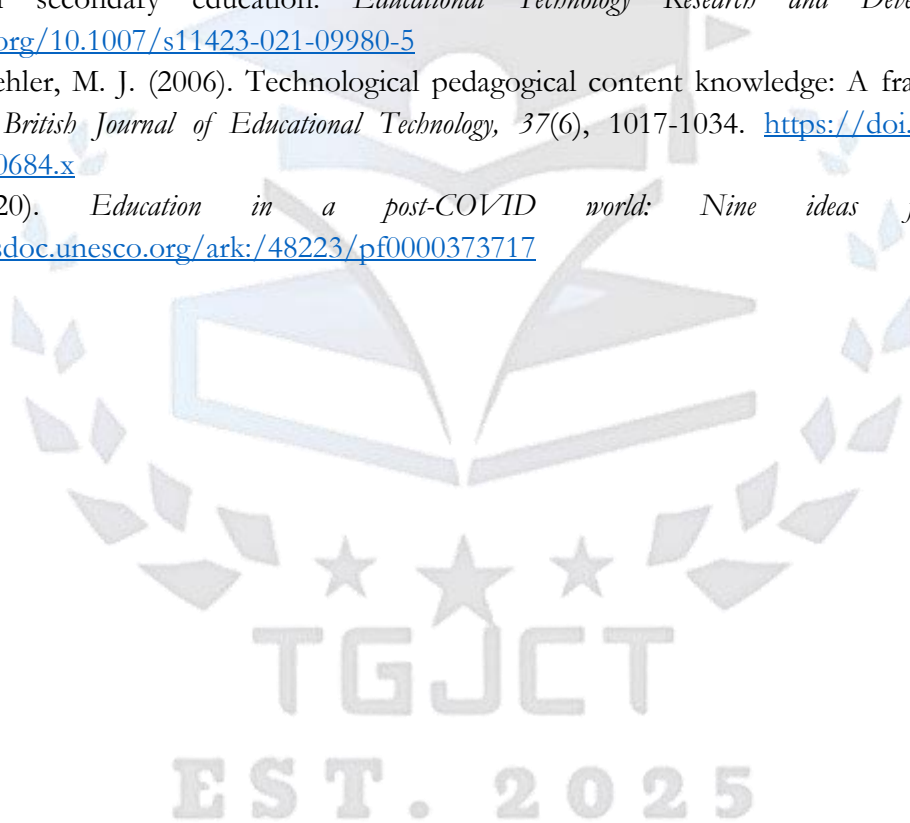 secondary education. Educational Technology Research and Deve
org/10.1007/s11423-021-09980-5
ehler, M. J. (2006). Technological pedagogical content knowledge: A fra
British Journal of Educational Technology, 37(6), 1017-1034. https://doi.
0684.x
20). Education in a post-COVID world: Nine ideas f
sdoc.unesco.org/ark:/48223/pf0000373717
TGJCT
EST. 2025